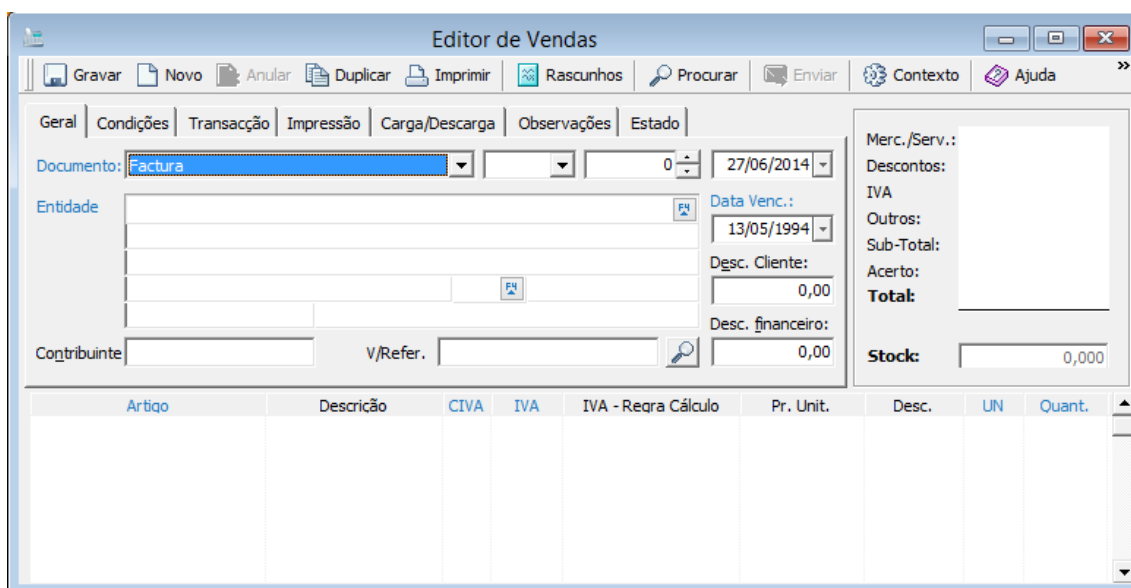 Editor de Vendas
Gravar Novo Anular Duplicar Imprimir Rascunhos Procurar Enviar Contexto Ajuda »
Geral Condições Transacção Impressão Carga/Descarga Observações Estado
Documento: Factura 0 27/06/2014
Entidade F4 Data Venc.:
13/05/1994
Desc. Cliente:
F4 0,00
Desc. financeiro:
Contribuinte V/Refer. 0,00
Merc./Serv.:
Descontos:
IVA
Outros:
Sub-Total:
Acerto:
Total:
Stock: 0,000
Artigo Descrição CIVA IVA IVA - Regra Cálculo Pr. Unit. Desc. UN Quant.